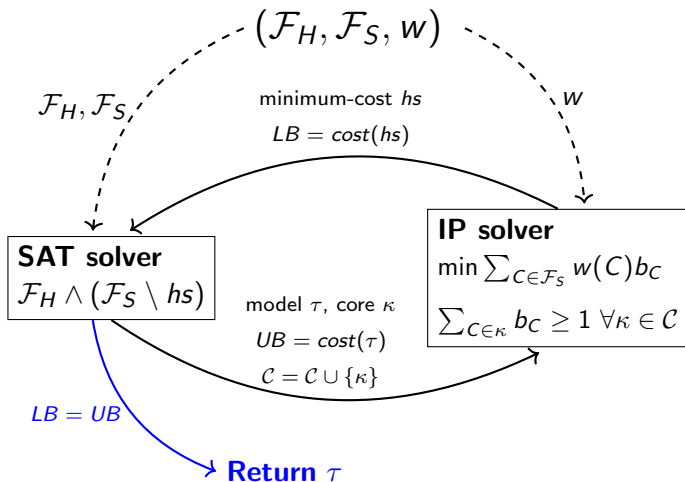 (ℱ_H, ℱ_S, w)
ℱ_H, ℱ_S
w
minimum-cost hs
LB = cost(hs)
SAT solver
ℱ_H ∧ (ℱ_S \ hs)
IP solver
min ∑_{C∈ℱ_S} w(C)b_C
∑_{C∈κ} b_C ≥ 1 ∀κ ∈ 𝒞
model τ, core κ
UB = cost(τ)
𝒞 = 𝒞 ∪ {κ}
LB = UB
Return τ